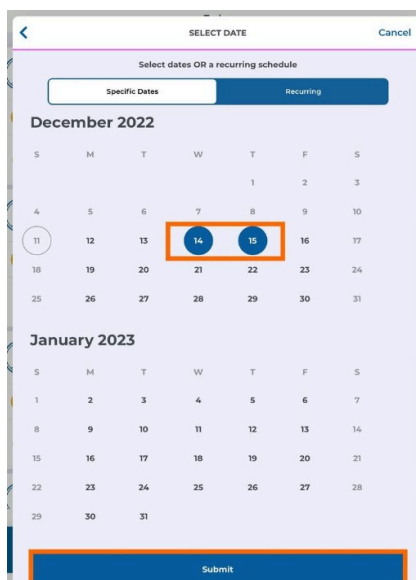 SELECT DATE Cancel
Select dates OR a recurring schedule
Specific Dates Recurring
December 2022
S M T W T F S
1 2 3
4 5 6 7 8 9 10
11 12 13 14 15 16 17
18 19 20 21 22 23 24
25 26 27 28 29 30 31
January 2023
S M T W T F S
1 2 3 4 5 6 7
8 9 10 11 12 13 14
15 16 17 18 19 20 21
22 23 24 25 26 27 28
29 30 31
Submit